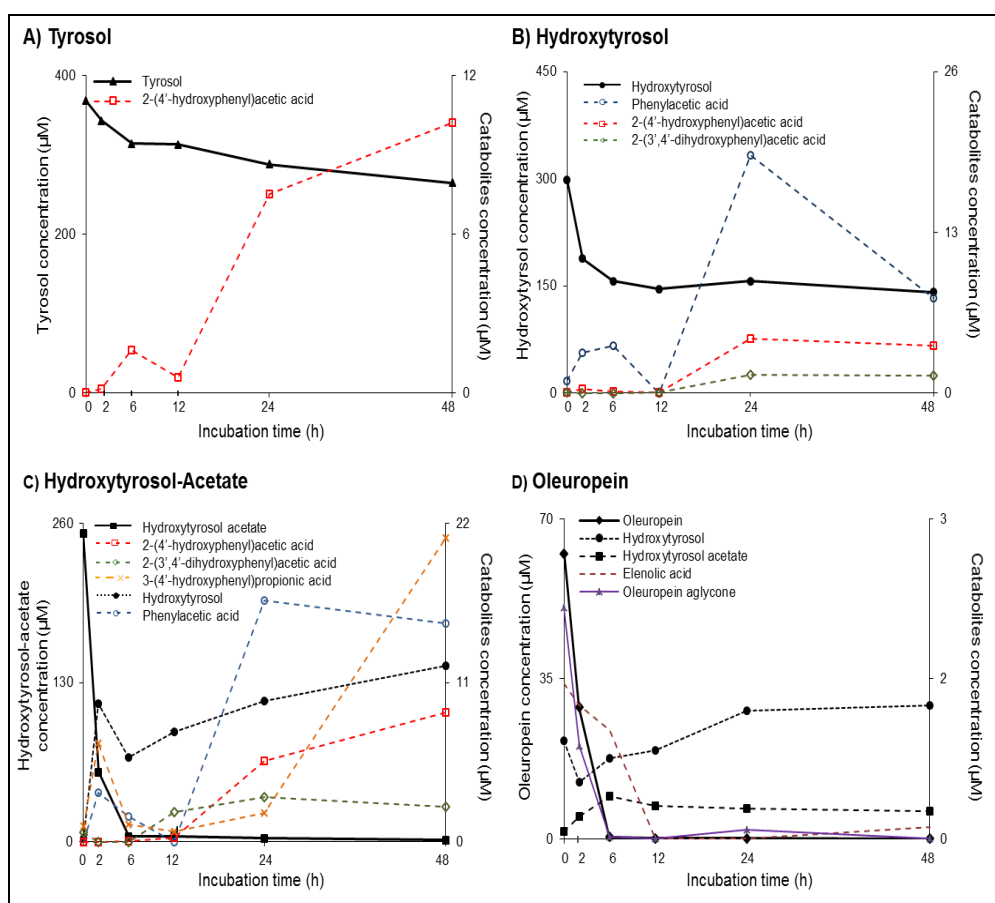 A) Tyrosol
400
200
0
Tyrosol concentration (µM)
Tyrosol
2-(4'-hydroxyphenyl)acetic acid
12
6
0
Catabolites concentration (µM)
0 2 6 12 24 48
Incubation time (h)
B) Hydroxytyrosol
450
300
150
0
Hydroxytyrsol concentration (µM)
Hydroxytyrosol
Phenylacetic acid
2-(4'-hydroxyphenyl)acetic acid
2-(3',4'-dihydroxyphenyl)acetic acid
26
13
0
Catabolites concentration (µM)
0 2 6 12 24 48
Incubation time (h)
C) Hydroxytyrosol-Acetate
260
130
0
Hydroxytyrosol-acetate
concentration (µM)
Hydroxytyrosol acetate
2-(4'-hydroxyphenyl)acetic acid
2-(3',4'-dihydroxyphenyl)acetic acid
3-(4'-hydroxyphenyl)propionic acid
Hydroxytyrosol
Phenylacetic acid
22
11
0
Catabolites concentration (µM)
0 2 6 12 24 48
Incubation time (h)
D) Oleuropein
70
35
0
Oleuropein concentration (µM)
Oleuropein
Hydroxytyrosol
Hydroxytyrosol acetate
Elenolic acid
Oleuropein aglycone
3
2
0
Catabolites concentration (µM)
0 2 6 12 24 48
Incubation time (h)